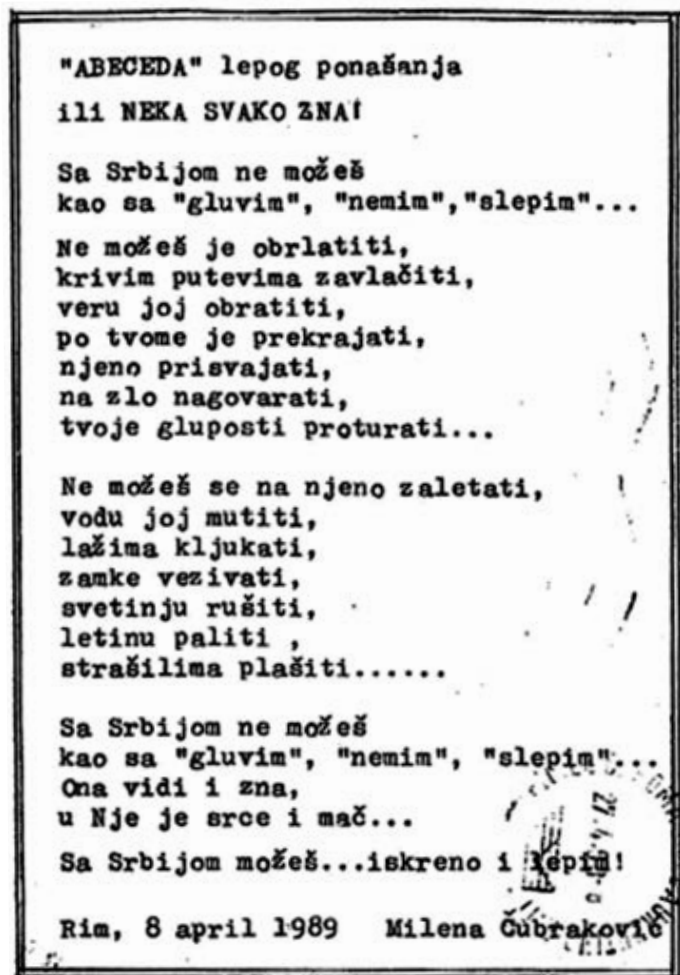 "ABECEDA" lepog ponašanja
ili NEKA SVAKO ZNA!
Sa Srbijom ne možeš
kao sa "gluvim", "nemim","slepim"...
Ne možeš je obrlatiti,
krivim putevima zavlačiti,
veru joj obratiti,
po tvome je prekrajati,
njeno prisvajati,
na zlo nagovarati,
tvoje gluposti proturati...
Ne možeš se na njeno zaletati,
vodu joj mutiti,
lažima kljukati,
zamke vezivati,
svetinju rušiti,
letinu paliti ,
strašilima plašiti......
Sa Srbijom ne možeš
kao sa "gluvim", "nemim", "slepim"...
Ona vidi i zna,
u Nje je srce i mač...
Sa Srbijom možeš...iskreno i lepim!
Rim, 8 april 1989 Milena Čubraković